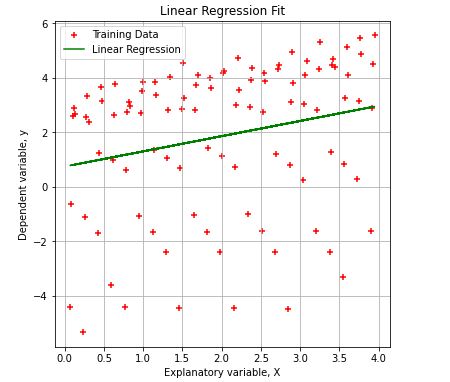 Linear Regression Fit
Training Data
Linear Regression
6
4
2
0
−2
−4
Dependent variable, y
0.0 0.5 1.0 1.5 2.0 2.5 3.0 3.5 4.0
Explanatory variable, X